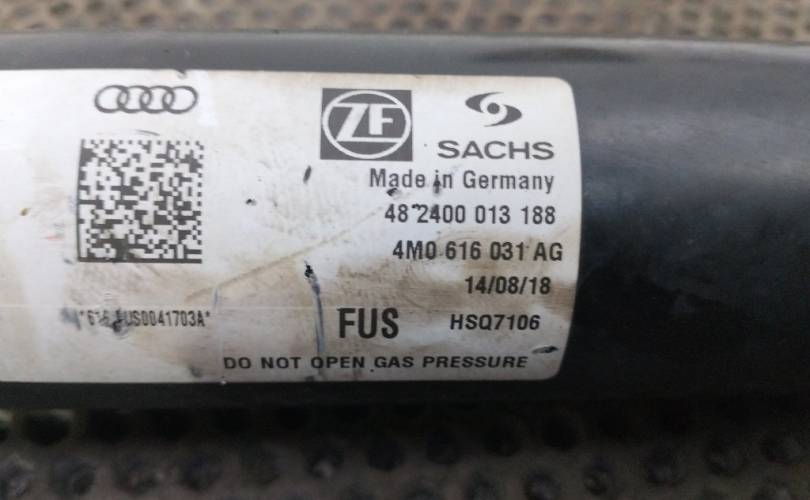 ZF
SACHS
Made in Germany
48 2400 013 188
4M0 616 031 AG
14/08/18
FUS0041703A*
FUS
HSQ7106
DO NOT OPEN GAS PRESSURE